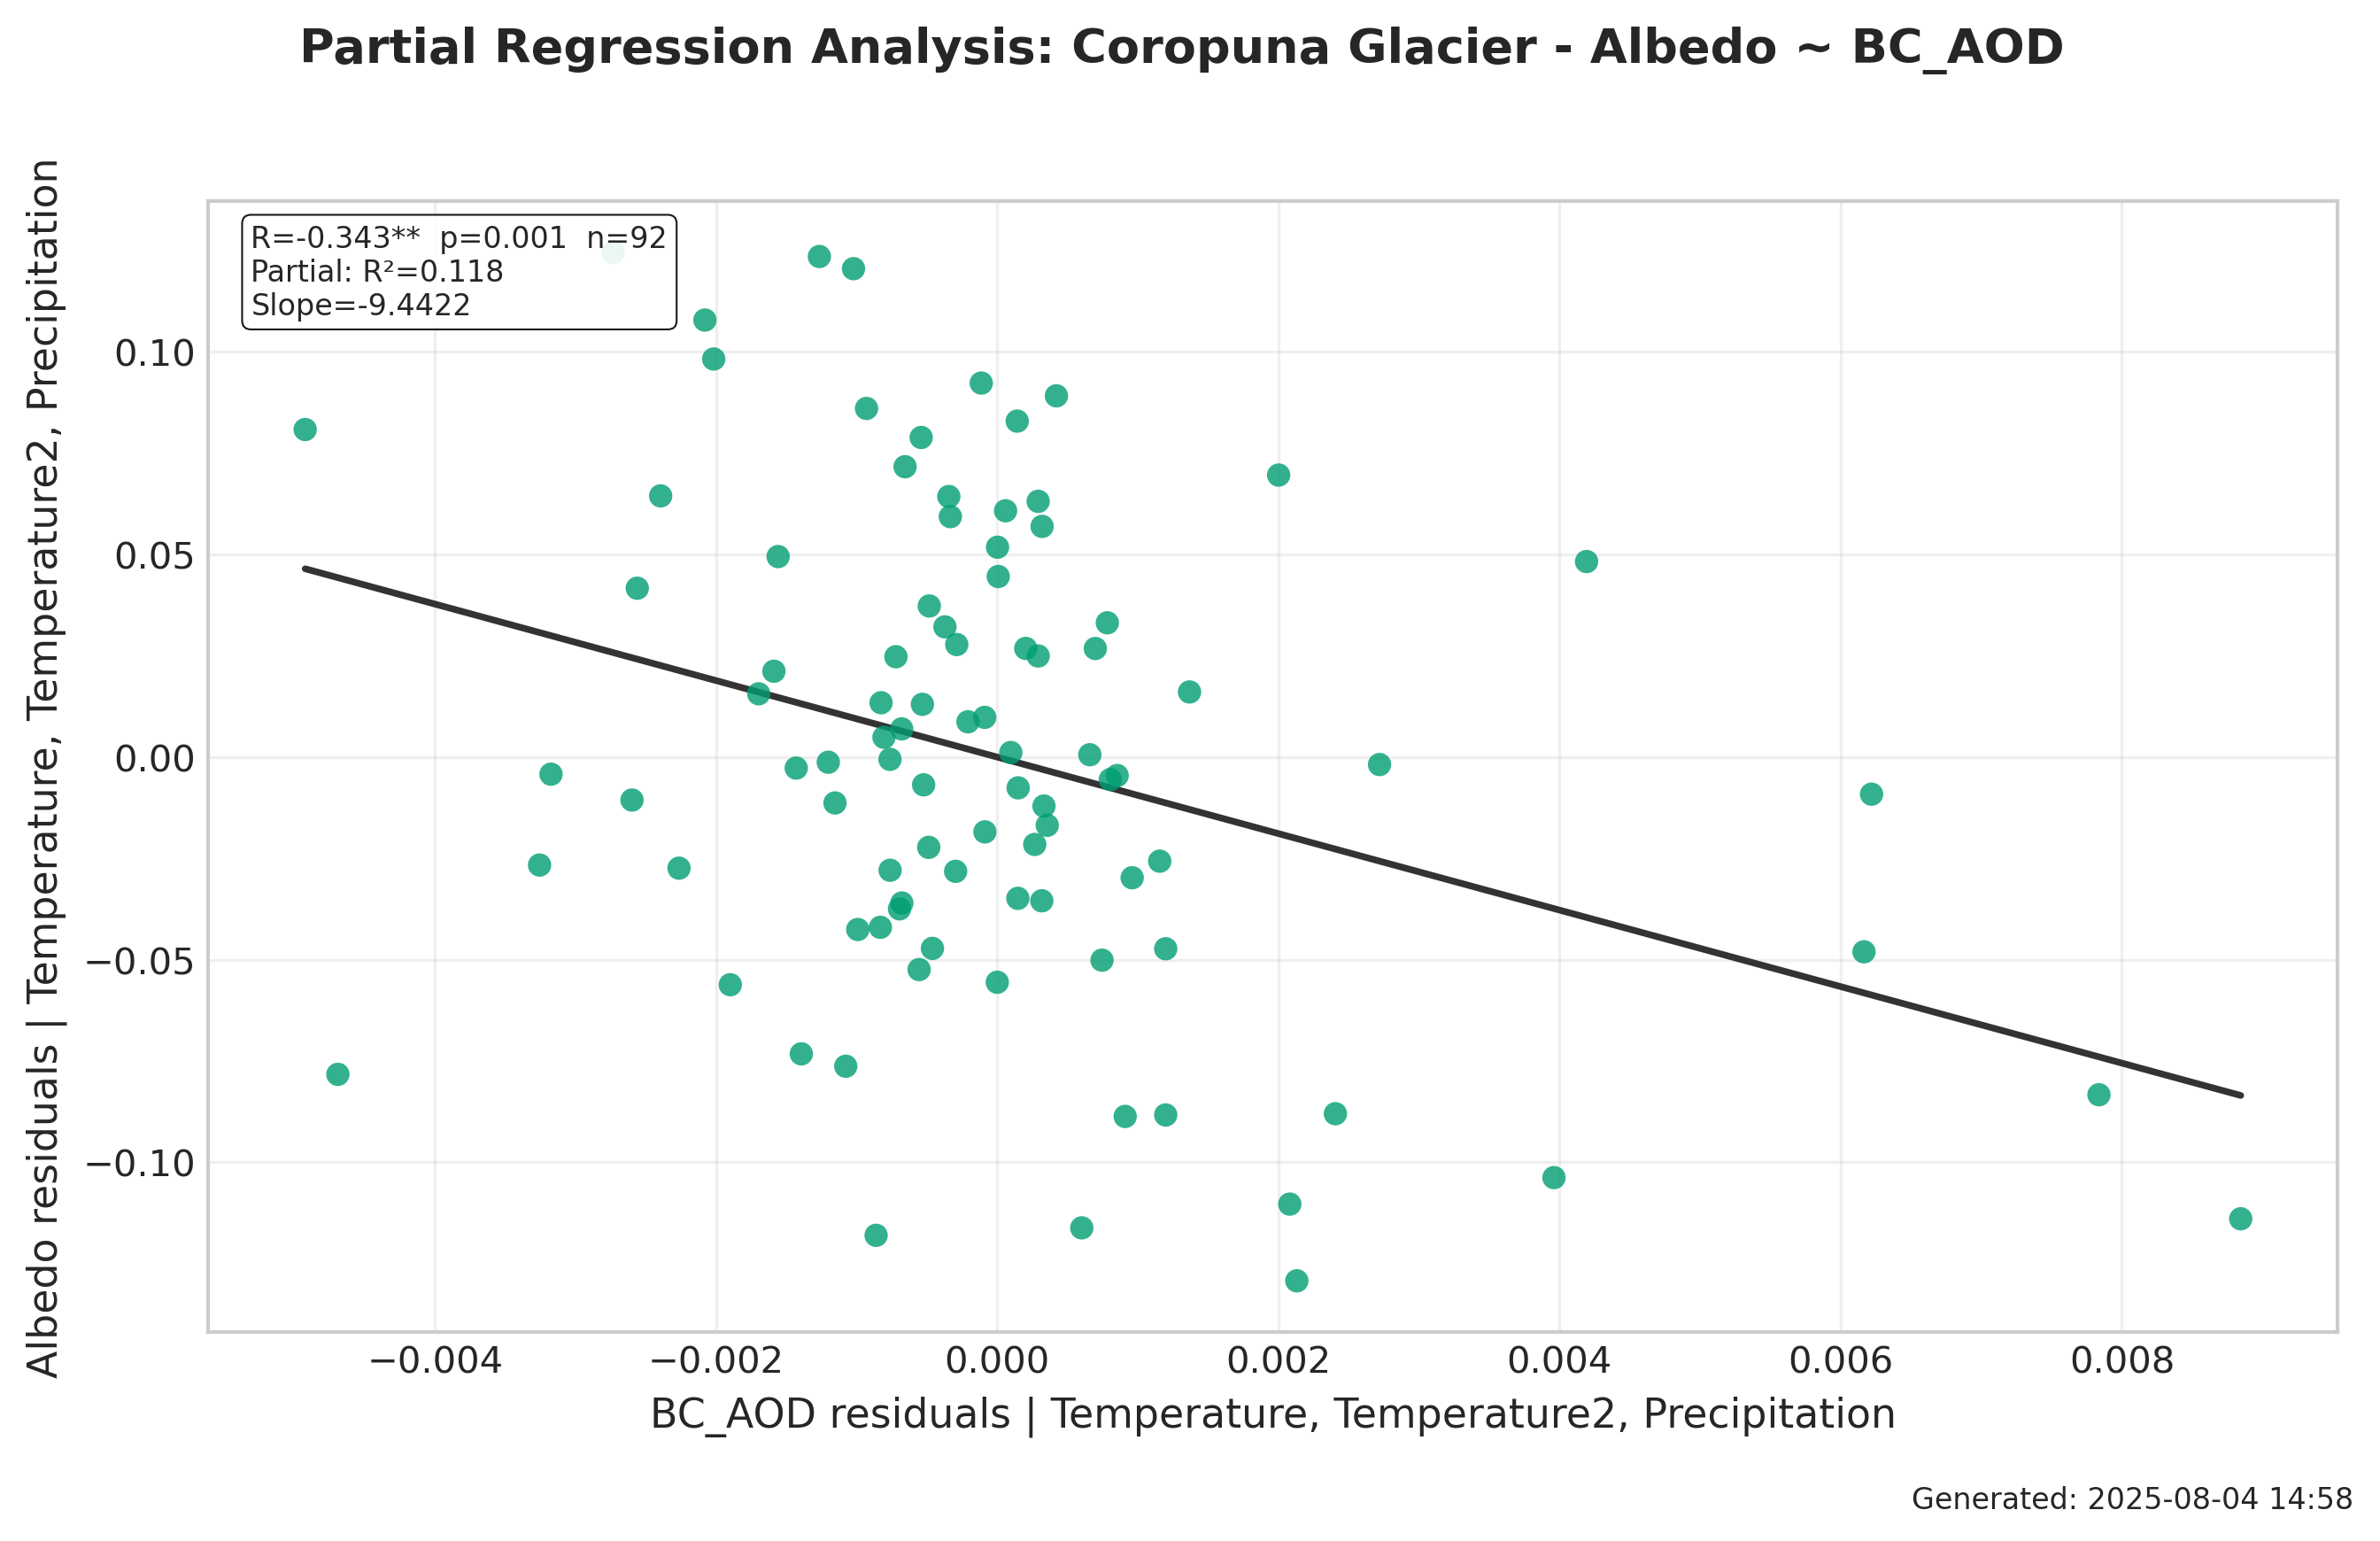 Partial Regression Analysis: Coropuna Glacier - Albedo ~ BC_AOD
Albedo residuals | Temperature, Temperature2, Precipitation
R=-0.343**  p=0.001  n=92
Partial: R²=0.118
Slope=-9.4422
0.10
0.05
0.00
−0.05
−0.10
−0.004
−0.002
0.000
0.002
0.004
0.006
0.008
BC_AOD residuals | Temperature, Temperature2, Precipitation
Generated: 2025-08-04 14:58